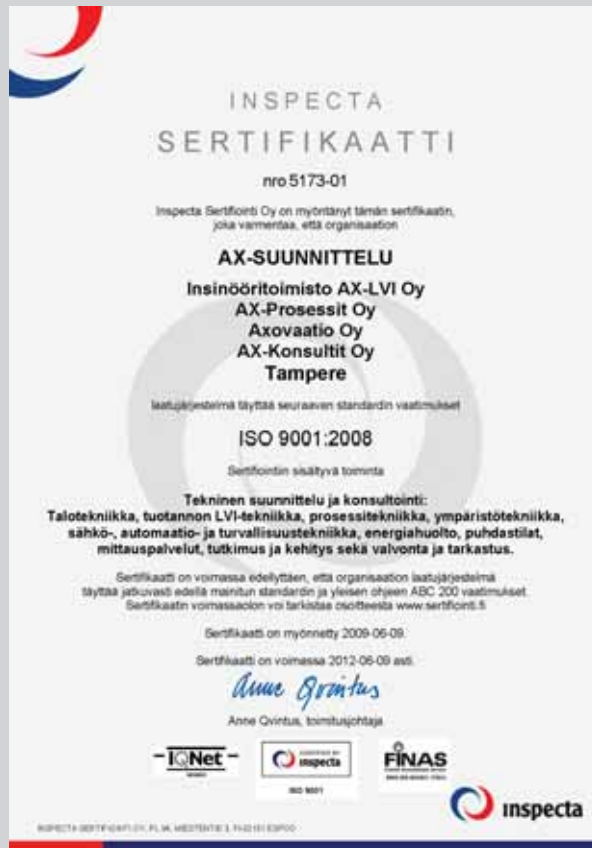 INSPECTA
SERTIFIKAATTI
nro 5173-01
Inspecta Sertifiointi Oy on myöntänyt tämän sertifikaatin,
joka varmentaa, että organisaation
AX-SUUNNITTELU
Insinööritoimisto AX-LVI Oy
AX-Prosessit Oy
Axovaatio Oy
AX-Konsultit Oy
Tampere
laatujärjestelmä täyttää seuraavan standardin vaatimukset
ISO 9001:2008
Sertifiointiin sisältyvä toiminta
Tekninen suunnittelu ja konsultointi:
Talotekniikka, tuotannon LVI-tekniikka, prosessitekniikka, ympäristötekniikka,
sähkö-, automaatio- ja turvallisuustekniikka, energiahuolto, puhdastilat,
mittauspalvelut, tutkimus ja kehitys sekä valvonta ja tarkastus.
Sertifikaatti on voimassa edellyttäen, että organisaation laatujärjestelmä
täyttää jatkuvasti edellä mainitun standardin ja yleisen ohjeen ABC 200 vaatimukset.
Sertifikaatin voimassaolon voi tarkistaa osoitteesta www.sertifiointi.fi
Sertifikaatti on myönnetty 2009-06-09.
Sertifikaatti on voimassa 2012-06-09 asti.
Anne Qvintus
Anne Qvintus, toimitusjohtaja
IQNet
inspecta
ISO 9001
FINAS
inspecta
INSPECTA SERTIFIOINTI OY, PL
ESPOO